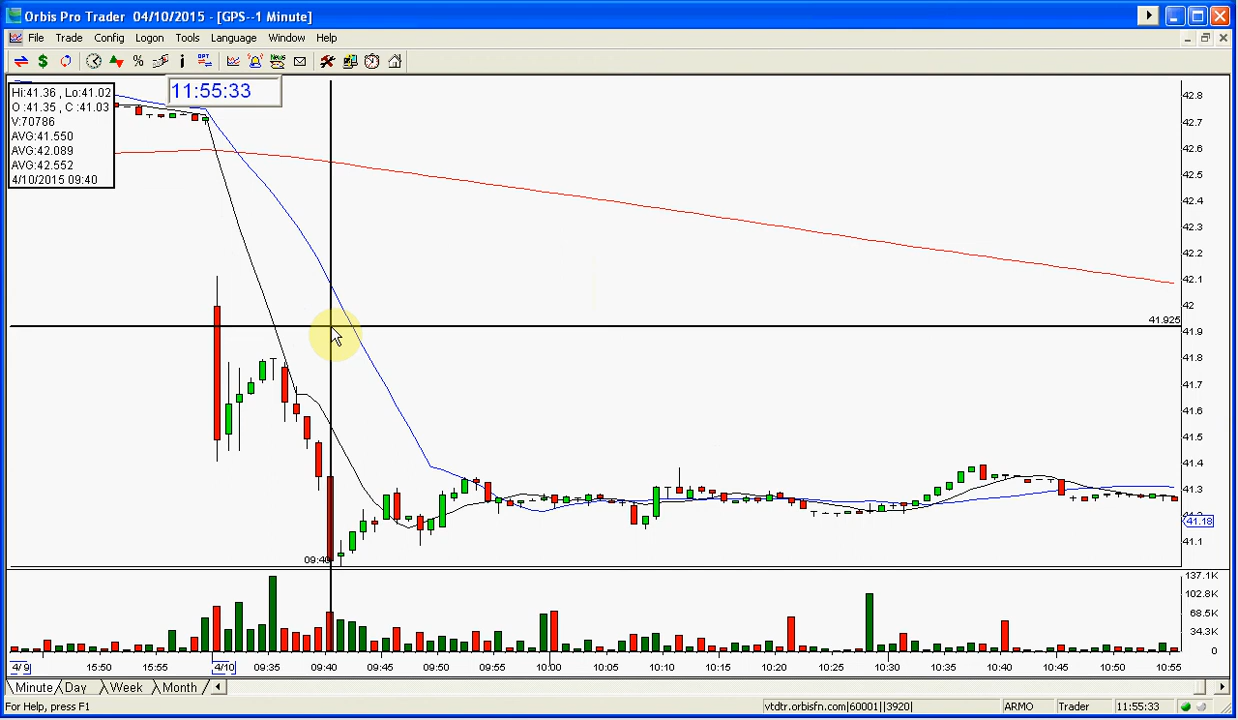 Orbis Pro Trader 04/10/2015 - [GPS--1 Minute]
File Trade Config Logon Tools Language Window Help
11:55:33
Hi:41.36 , Lo:41.02
O :41.35 , C :41.03
V:70786
AVG:41.550
AVG:42.089
AVG:42.552
4/10/2015 09:40
42.8
42.7
42.6
42.5
42.4
42.3
42.2
42.1
42
41.925
41.9
41.8
41.7
41.6
41.5
41.4
41.3
41.18
41.1
09:40
137.1K
102.8K
68.5K
34.3K
0
4/9 15:50 15:55 4/10 09:35 09:40 09:45 09:50 09:55 10:00 10:05 10:10 10:15 10:20 10:25 10:30 10:35 10:40 10:45 10:50 10:55
Minute Day Week Month
For Help, press F1 vtdtr.orbisfn.com|60001||3920| ARMO Trader 11:55:33